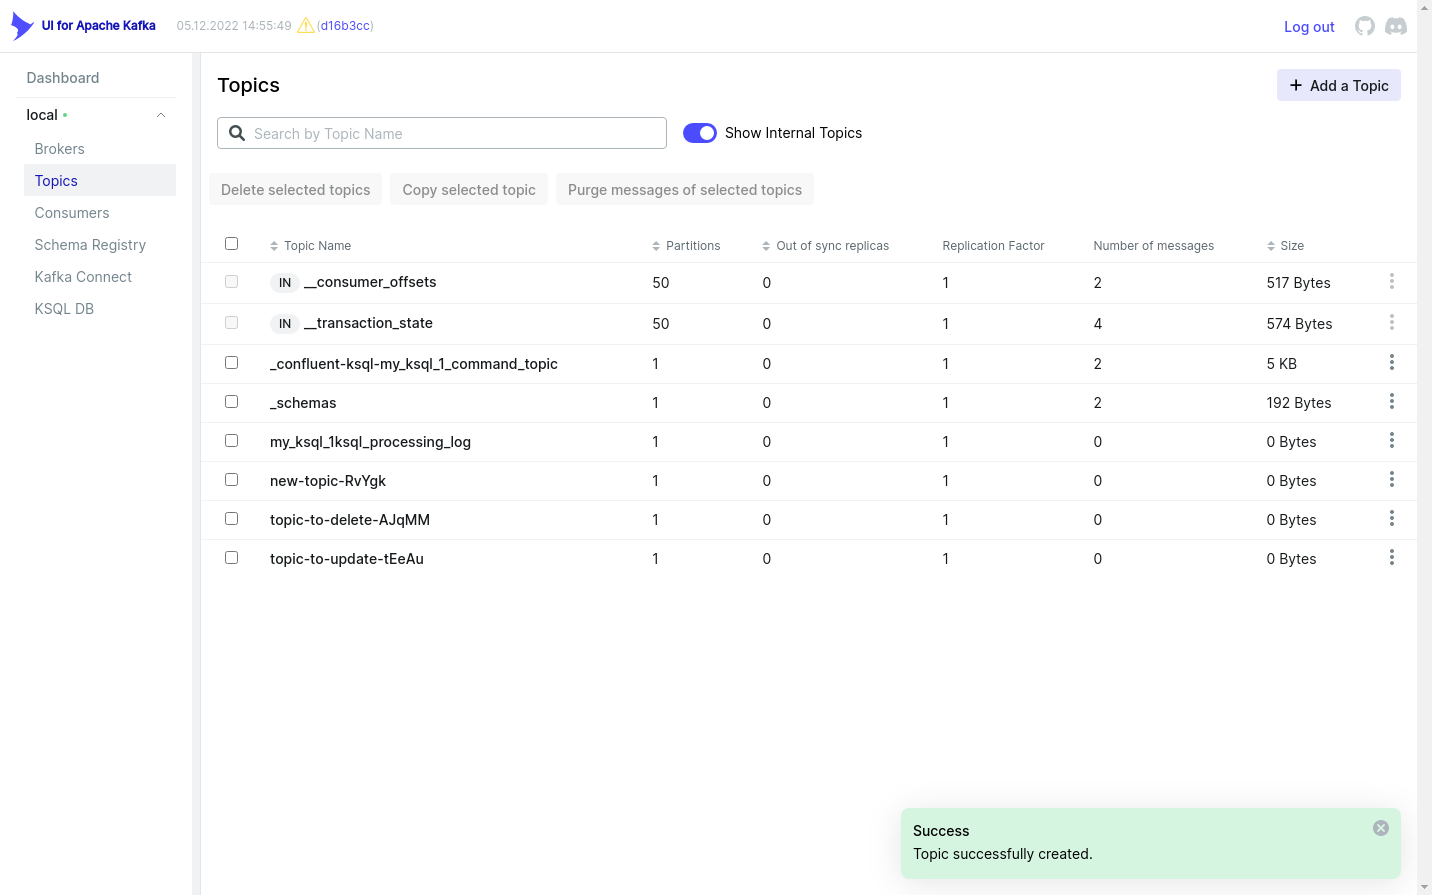 UI for Apache Kafka 05.12.2022 14:55:49 (d16b3cc) Log out
Dashboard
local
Brokers
Topics
Consumers
Schema Registry
Kafka Connect
KSQL DB
Topics
Add a Topic
Search by Topic Name
Show Internal Topics
Delete selected topics Copy selected topic Purge messages of selected topics
Topic Name Partitions Out of sync replicas Replication Factor Number of messages Size
IN __consumer_offsets 50 0 1 2 517 Bytes
IN __transaction_state 50 0 1 4 574 Bytes
_confluent-ksql-my_ksql_1_command_topic 1 0 1 2 5 KB
_schemas 1 0 1 2 192 Bytes
my_ksql_1ksql_processing_log 1 0 1 0 0 Bytes
new-topic-RvYgk 1 0 1 0 0 Bytes
topic-to-delete-AJqMM 1 0 1 0 0 Bytes
topic-to-update-tEeAu 1 0 1 0 0 Bytes
Success
Topic successfully created.